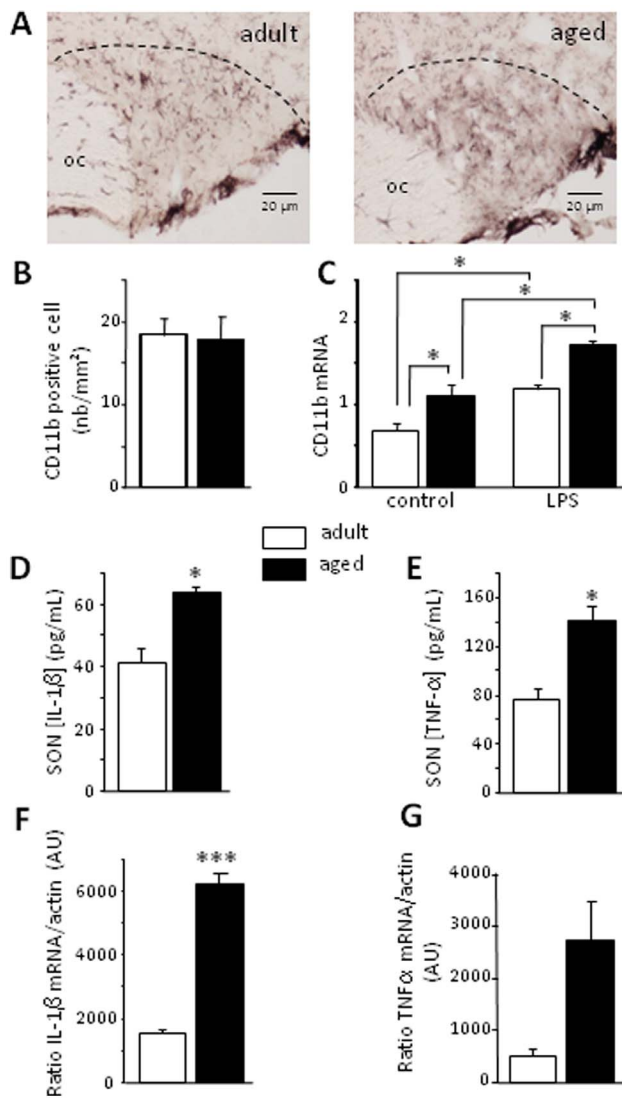 A
adult
oc
20 µm
aged
oc
20 µm
B
CD11b positive cell
(nb/mm²)
20
10
0
C
CD11b mRNA
2
1
0
*
*
*
*
control
LPS
adult
aged
D
SON [IL-1β] (pg/mL)
60
40
20
0
*
E
SON [TNF-α] (pg/mL)
160
120
80
40
0
*
F
Ratio IL-1β mRNA/actin (AU)
6000
4000
2000
0
***
G
Ratio TNFα mRNA/actin
(AU)
4000
3000
2000
1000
0